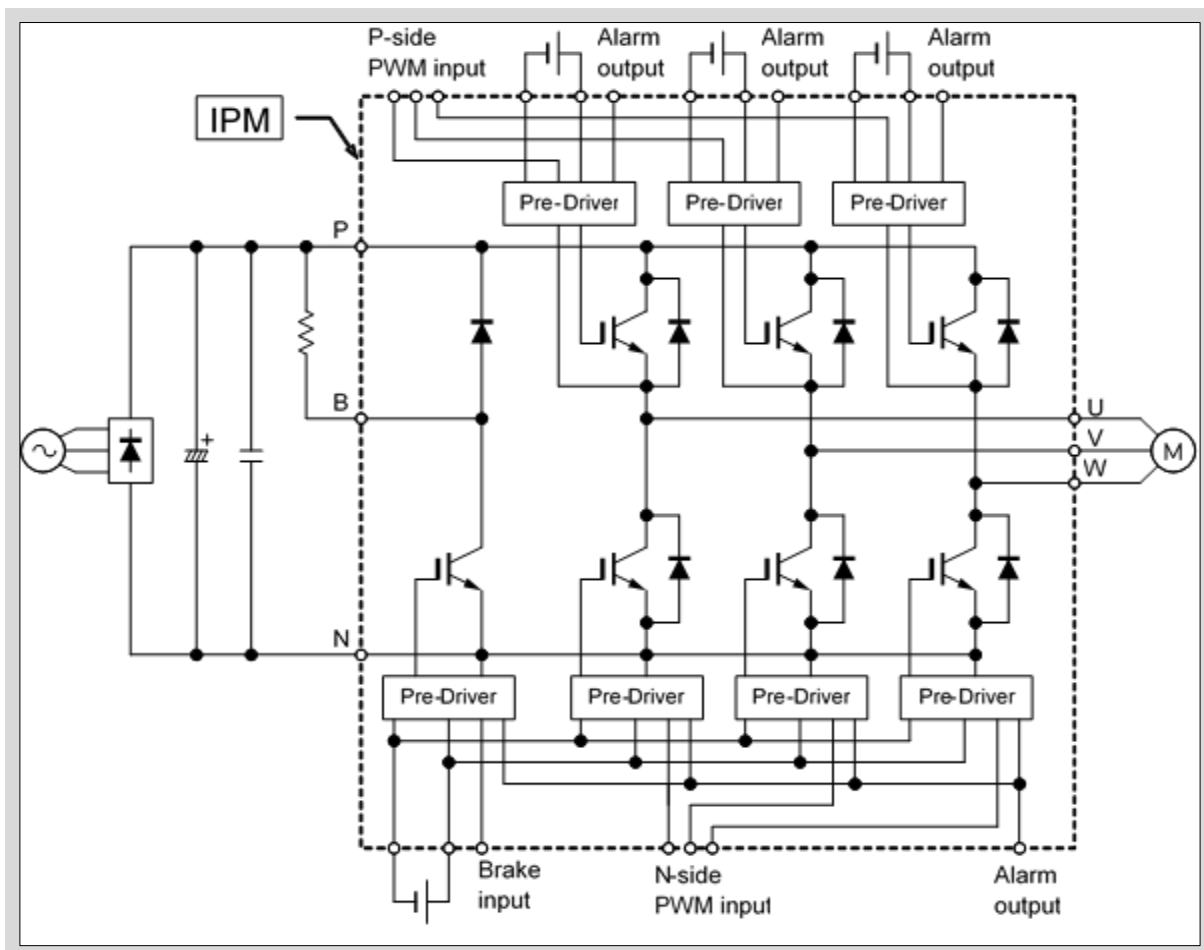 P-side
PWM input
Alarm
output
Alarm
output
Alarm
output
IPM
Pre-Driver
Pre-Driver
Pre-Driver
P
B
+
U
V
W
M
N
Pre-Driver
Pre-Driver
Pre-Driver
Pre-Driver
Brake
input
N-side
PWM input
Alarm
output